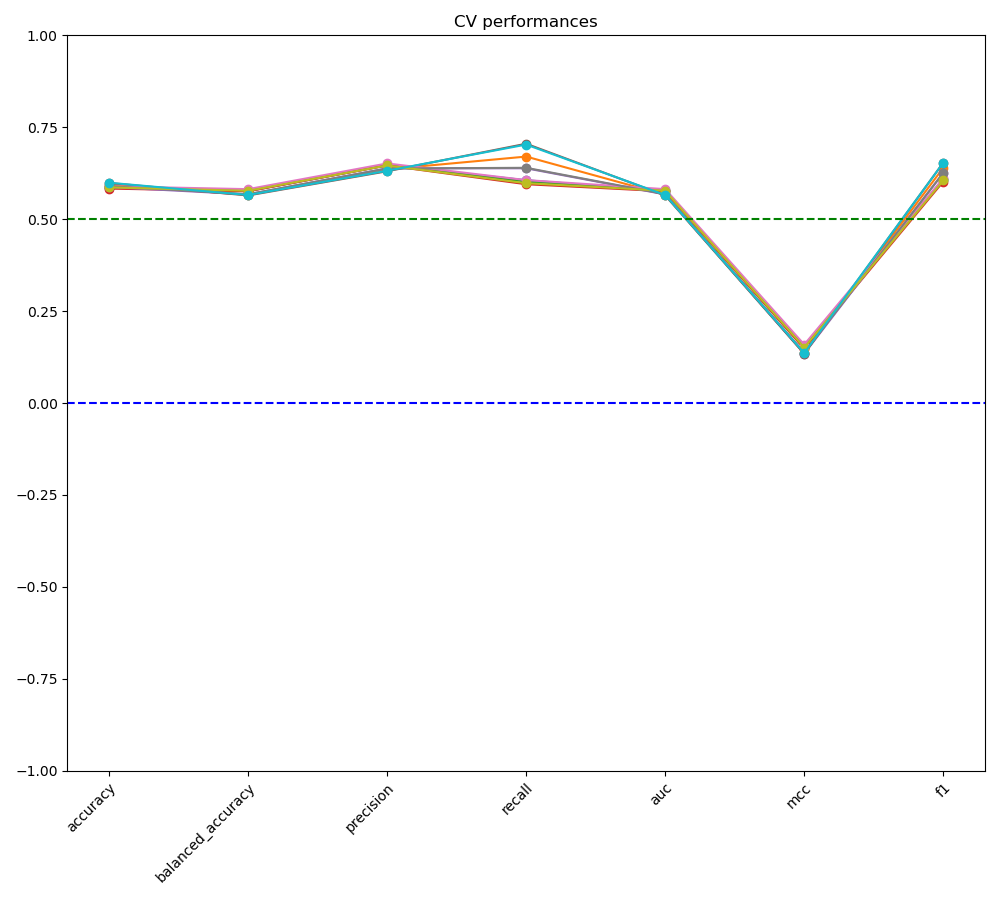 CV performances
1.00
0.75
0.50
0.25
0.00
−0.25
−0.50
−0.75
−1.00
accuracy
balanced_accuracy
precision
recall
auc
mcc
f1